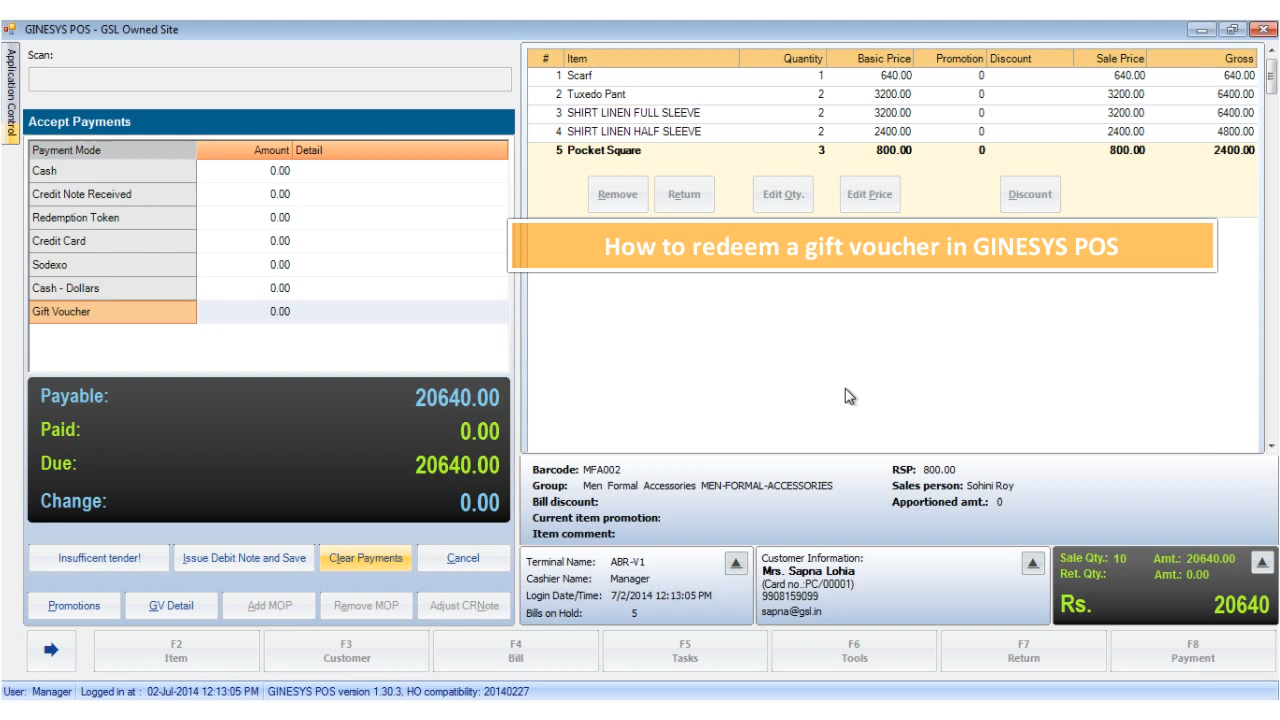 GINESYS POS - GSL Owned Site
Application Control
Scan:
Accept Payments
Payment Mode Amount Detail
Cash 0.00
Credit Note Received 0.00
Redemption Token 0.00
Credit Card 0.00
Sodexo 0.00
Cash - Dollars 0.00
Gift Voucher 0.00
Payable: 20640.00
Paid: 0.00
Due: 20640.00
Change: 0.00
Insufficent tender! Issue Debit Note and Save Clear Payments Cancel
Promotions GV Detail Add MOP Remove MOP Adjust CRNote
# Item Quantity Basic Price Promotion Discount Sale Price Gross
1 Scarf 1 640.00 0 640.00 640.00
2 Tuxedo Pant 2 3200.00 0 3200.00 6400.00
3 SHIRT LINEN FULL SLEEVE 2 3200.00 0 3200.00 6400.00
4 SHIRT LINEN HALF SLEEVE 2 2400.00 0 2400.00 4800.00
5 Pocket Square 3 800.00 0 800.00 2400.00
Remove Return Edit Qty. Edit Price Discount
How to redeem a gift voucher in GINESYS POS
Barcode: MFA002 RSP: 800.00
Group: Men Formal Accessories MEN-FORMAL-ACCESSORIES Sales person: Sohini Roy
Bill discount: Apportioned amt.: 0
Current item promotion:
Item comment:
Terminal Name: ABR-V1
Cashier Name: Manager
Login Date/Time: 7/2/2014 12:13:05 PM
Bills on Hold: 5
Customer Information:
Mrs. Sapna Lohia
(Card no.:PC/00001)
9908159099
sapna@gsl.in
Sale Qty.: 10 Amt.: 20640.00
Ret. Qty.: Amt.: 0.00
Rs. 20640
F2 F3 F4 F5 F6 F7 F8
Item Customer Bill Tasks Tools Return Payment
User: Manager Logged in at : 02-Jul-2014 12:13:05 PM GINESYS POS version 1.30.3, HO compatibility: 20140227